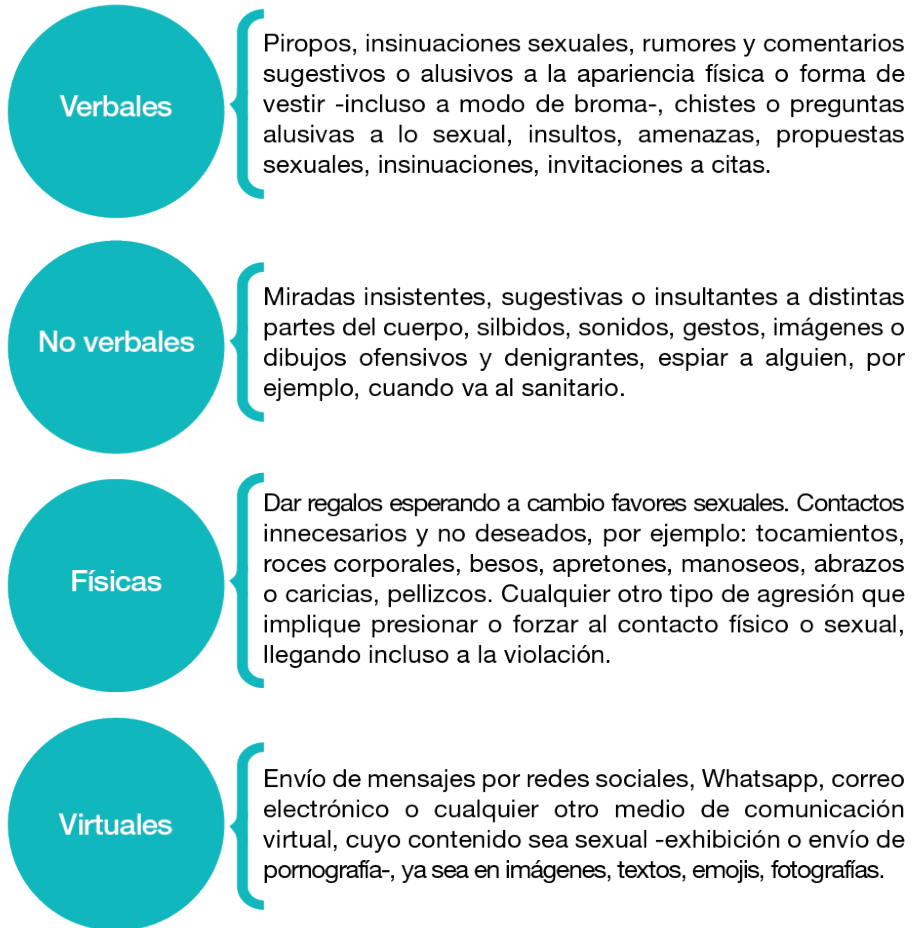 Verbales
Piropos, insinuaciones sexuales, rumores y comentarios
sugestivos o alusivos a la apariencia física o forma de
vestir -incluso a modo de broma-, chistes o preguntas
alusivas a lo sexual, insultos, amenazas, propuestas
sexuales, insinuaciones, invitaciones a citas.
No verbales
Miradas insistentes, sugestivas o insultantes a distintas
partes del cuerpo, silbidos, sonidos, gestos, imágenes o
dibujos ofensivos y denigrantes, espiar a alguien, por
ejemplo, cuando va al sanitario.
Físicas
Dar regalos esperando a cambio favores sexuales. Contactos
innecesarios y no deseados, por ejemplo: tocamientos,
roces corporales, besos, apretones, manoseos, abrazos
o caricias, pellizcos. Cualquier otro tipo de agresión que
implique presionar o forzar al contacto físico o sexual,
llegando incluso a la violación.
Virtuales
Envío de mensajes por redes sociales, Whatsapp, correo
electrónico o cualquier otro medio de comunicación
virtual, cuyo contenido sea sexual -exhibición o envío de
pornografía-, ya sea en imágenes, textos, emojis, fotografías.